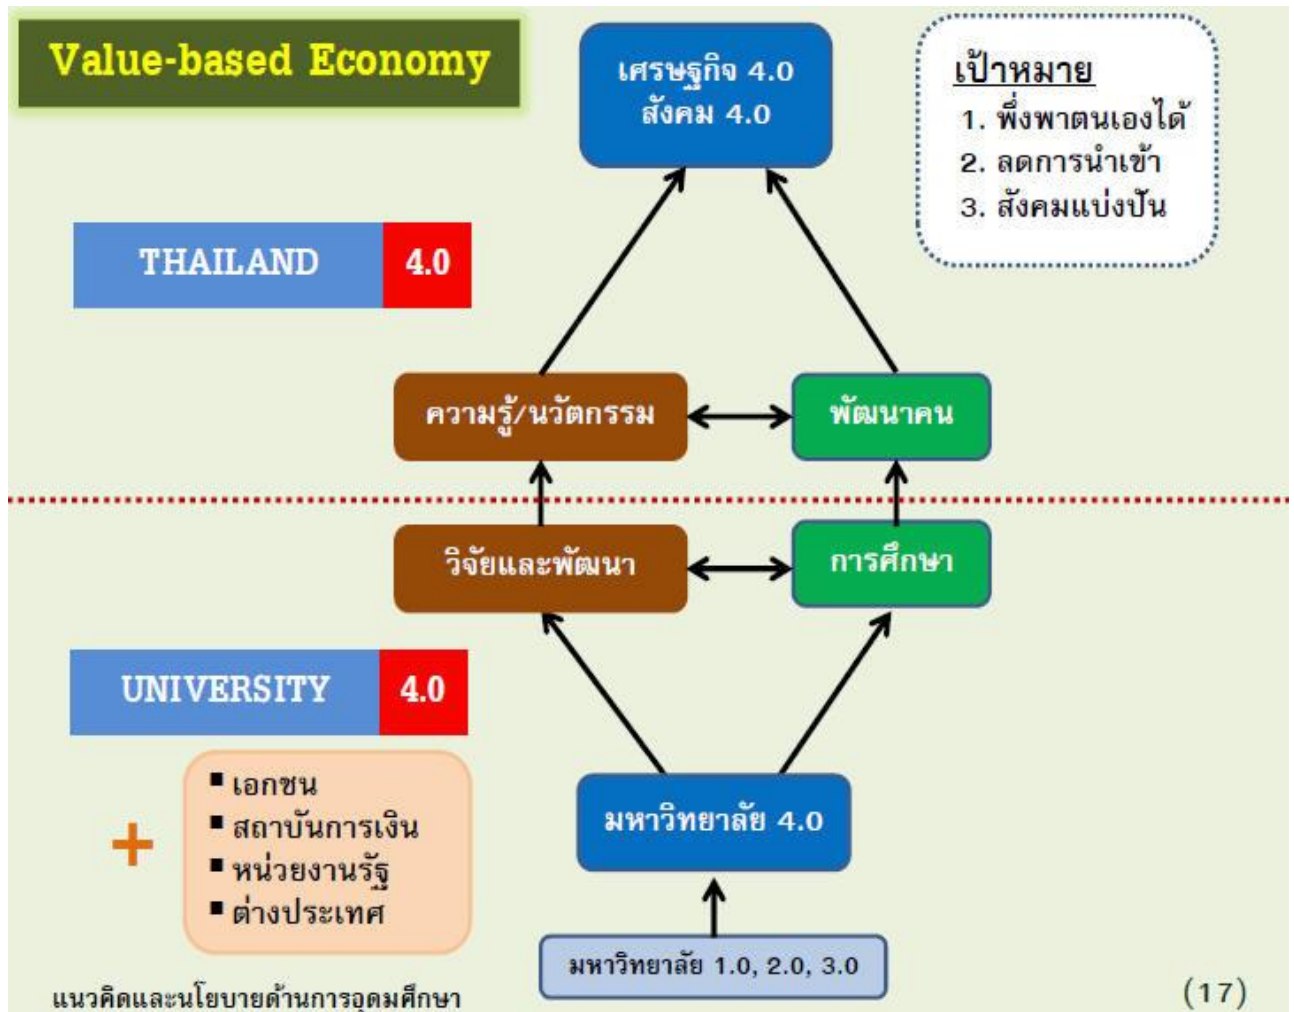 Value-based Economy
เศรษฐกิจ 4.0
สังคม 4.0
เป้าหมาย
1. พึ่งพาตนเองได้
2. ลดการนำเข้า
3. สังคมแบ่งปัน
THAILAND 4.0
ความรู้/นวัตกรรม
พัฒนาคน
วิจัยและพัฒนา
การศึกษา
UNIVERSITY 4.0
+
▪ เอกชน
▪ สถาบันการเงิน
▪ หน่วยงานรัฐ
▪ ต่างประเทศ
มหาวิทยาลัย 4.0
มหาวิทยาลัย 1.0, 2.0, 3.0
แนวคิดและนโยบายด้านการอุดมศึกษา
(17)